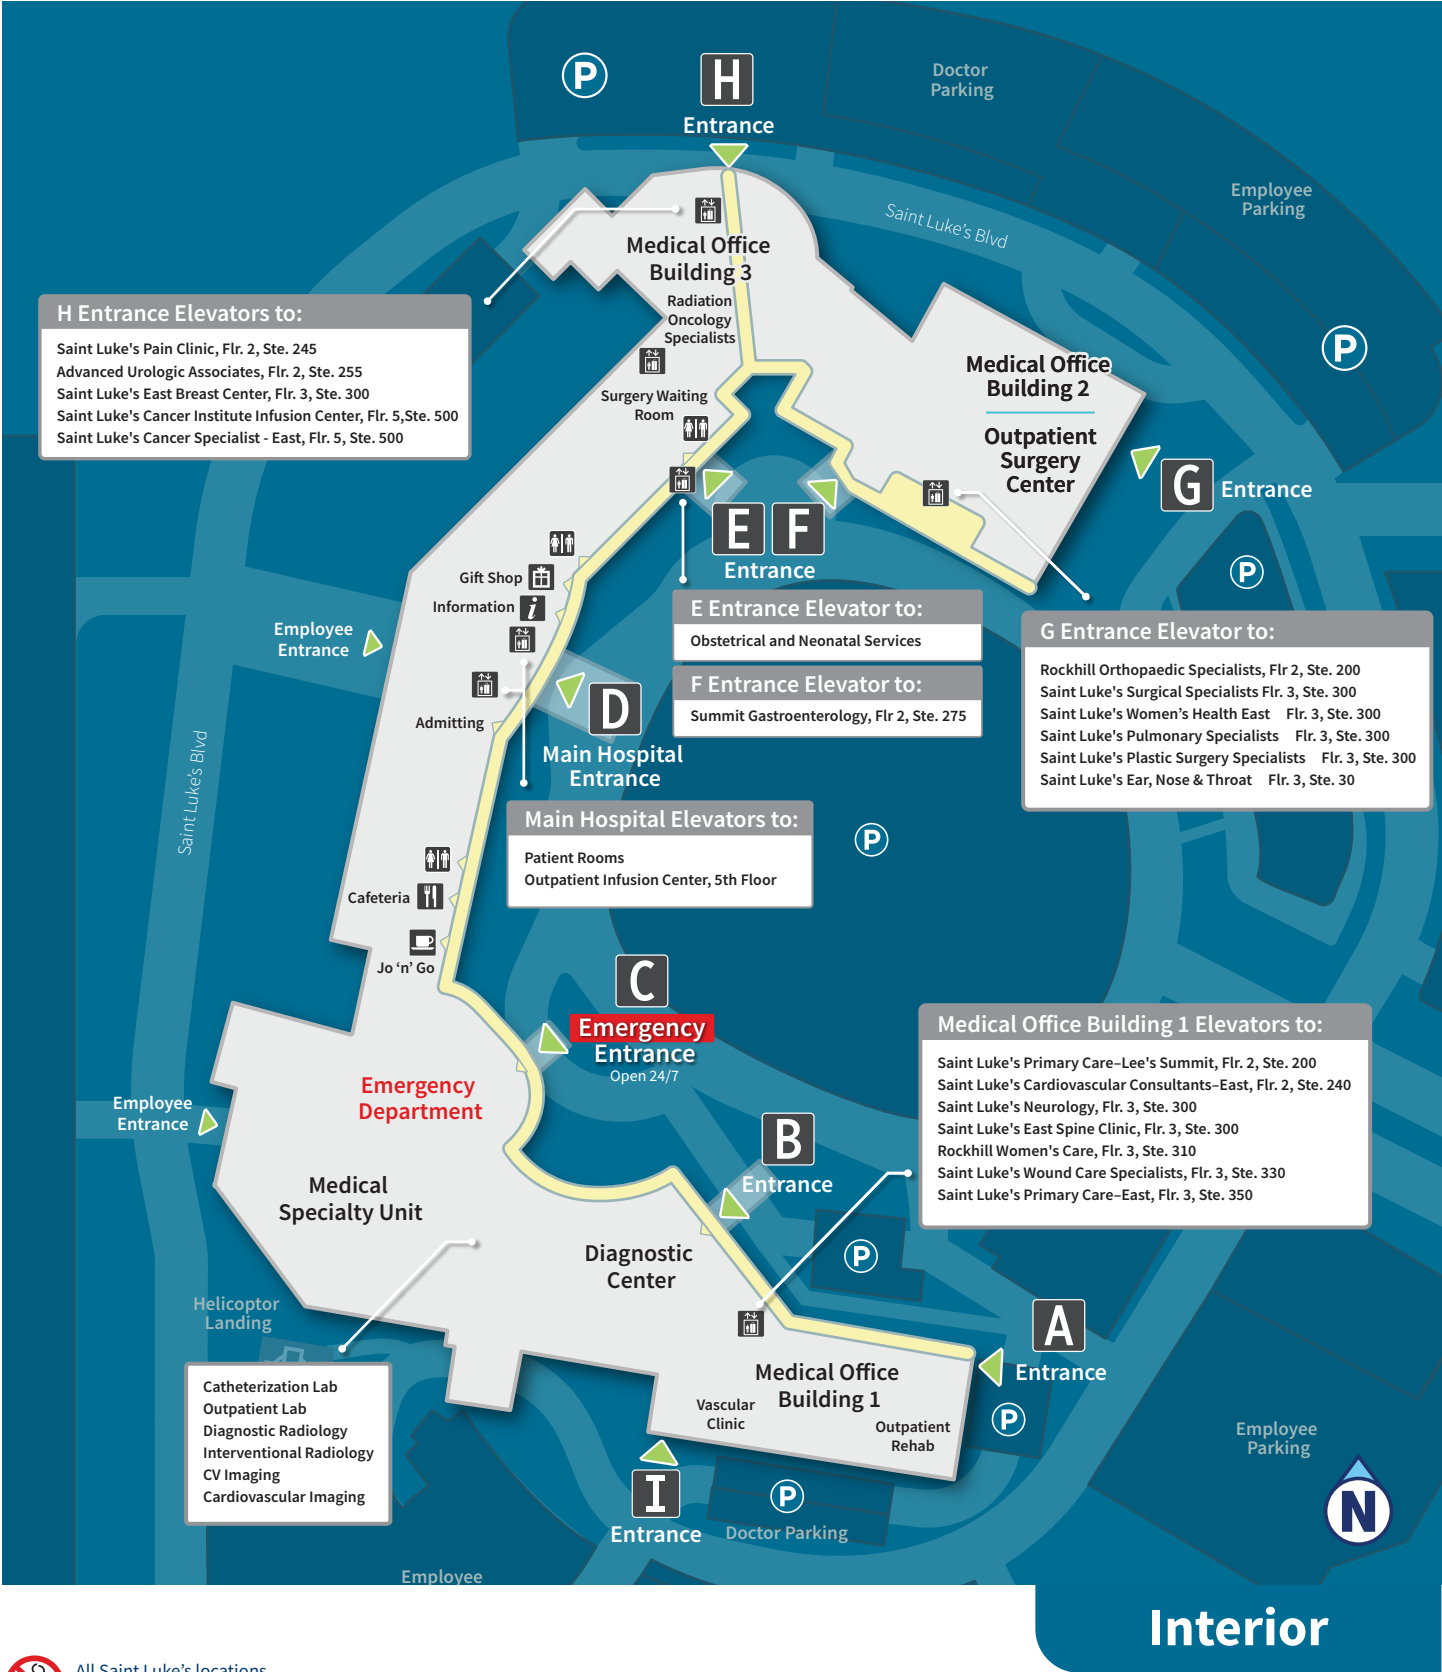 P
H
Entrance
Doctor
Parking
Employee
Parking
Saint Luke's Blvd
Medical Office
Building 3
Radiation
Oncology
Specialists
Surgery Waiting
Room
H Entrance Elevators to:
Saint Luke's Pain Clinic, Flr. 2, Ste. 245
Advanced Urologic Associates, Flr. 2, Ste. 255
Saint Luke's East Breast Center, Flr. 3, Ste. 300
Saint Luke's Cancer Institute Infusion Center, Flr. 5,Ste. 500
Saint Luke's Cancer Specialist - East, Flr. 5, Ste. 500
P
Medical Office
Building 2
Outpatient
Surgery
Center
G Entrance
E F
Entrance
P
Gift Shop
Information i
Employee
Entrance
Admitting
D
Main Hospital
Entrance
E Entrance Elevator to:
Obstetrical and Neonatal Services
F Entrance Elevator to:
Summit Gastroenterology, Flr 2, Ste. 275
G Entrance Elevator to:
Rockhill Orthopaedic Specialists, Flr 2, Ste. 200
Saint Luke's Surgical Specialists Flr. 3, Ste. 300
Saint Luke's Women's Health East Flr. 3, Ste. 300
Saint Luke's Pulmonary Specialists Flr. 3, Ste. 300
Saint Luke's Plastic Surgery Specialists Flr. 3, Ste. 300
Saint Luke's Ear, Nose & Throat Flr. 3, Ste. 30
Saint Luke's Blvd
Main Hospital Elevators to:
Patient Rooms
Outpatient Infusion Center, 5th Floor
P
Cafeteria
Jo 'n' Go
C
Emergency
Entrance
Open 24/7
Emergency
Department
Employee
Entrance
Medical
Specialty Unit
B
Entrance
Medical Office Building 1 Elevators to:
Saint Luke's Primary Care–Lee's Summit, Flr. 2, Ste. 200
Saint Luke's Cardiovascular Consultants–East, Flr. 2, Ste. 240
Saint Luke's Neurology, Flr. 3, Ste. 300
Saint Luke's East Spine Clinic, Flr. 3, Ste. 300
Rockhill Women's Care, Flr. 3, Ste. 310
Saint Luke's Wound Care Specialists, Flr. 3, Ste. 330
Saint Luke's Primary Care–East, Flr. 3, Ste. 350
Diagnostic
Center
P
Helicoptor
Landing
Catheterization Lab
Outpatient Lab
Diagnostic Radiology
Interventional Radiology
CV Imaging
Cardiovascular Imaging
A
Entrance
Medical Office
Building 1
Vascular
Clinic
Outpatient
Rehab
P
Employee
Parking
I
Entrance
P
Doctor Parking
N
Employee
Interior
All Saint Luke's locations